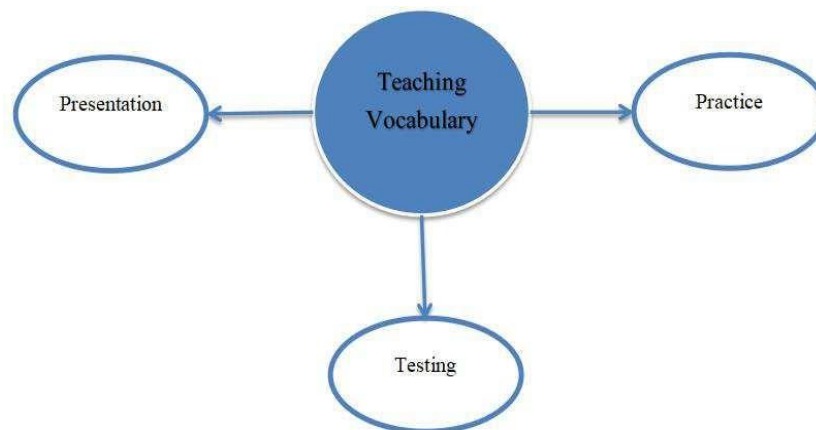 Teaching
Vocabulary
Presentation
Practice
Testing